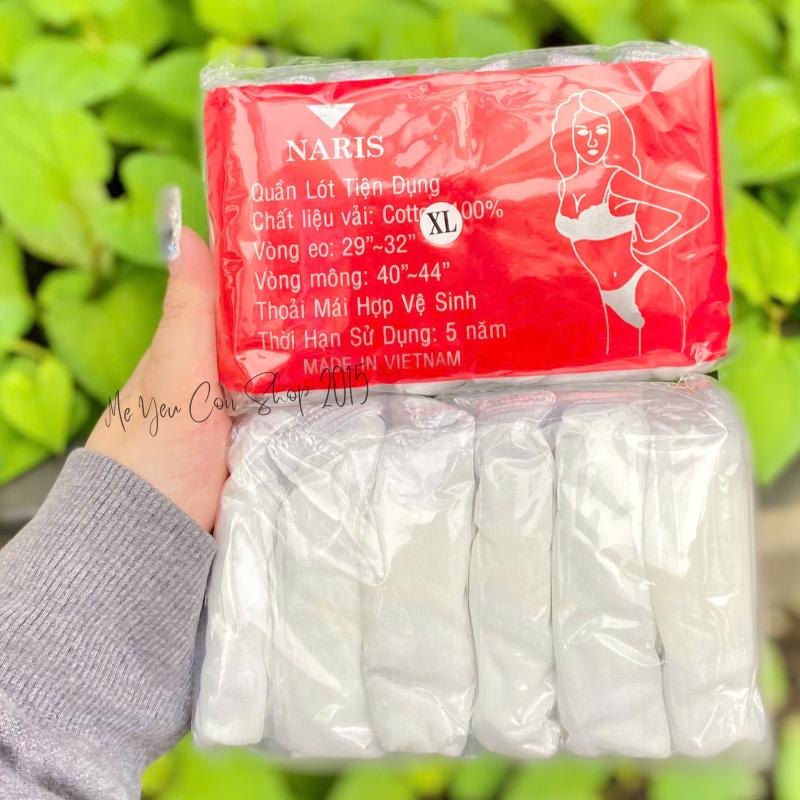 NARIS
Quần Lót Tiện Dụng
Chất liệu vải: Cott 100%
XL
Vòng eo: 29"~32"
Vòng mông: 40"~44"
Thoải Mái Hợp Vệ Sinh
Thời Hạn Sử Dụng: 5 năm
MADE IN VIETNAM
Me Yeu Con Shop 2015